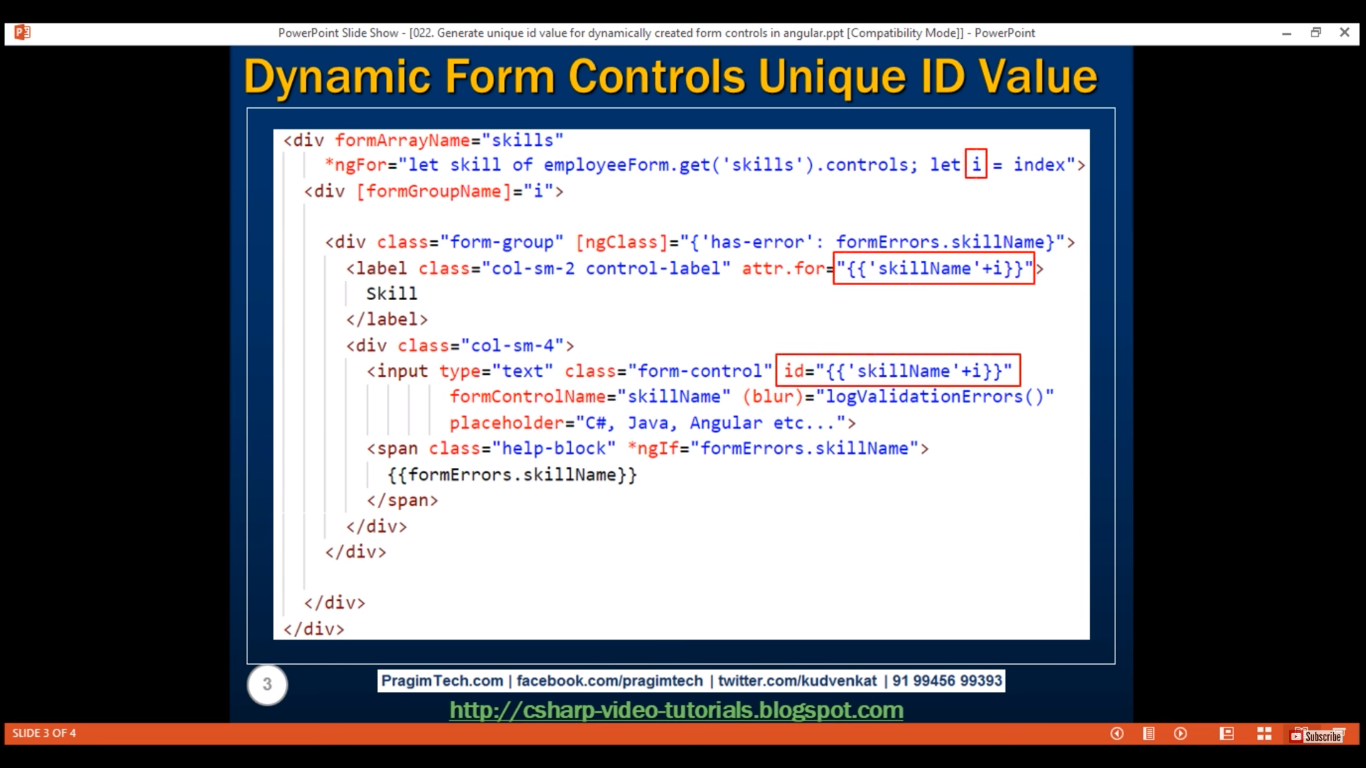 PowerPoint Slide Show - [022. Generate unique id value for dynamically created form controls in angular.ppt [Compatibility Mode]] - PowerPoint
Dynamic Form Controls Unique ID Value
<div formArrayName="skills"
*ngFor="let skill of employeeForm.get('skills').controls; let i = index">
<div [formGroupName]="i">
<div class="form-group" [ngClass]="{'has-error': formErrors.skillName}">
<label class="col-sm-2 control-label" attr.for="{{'skillName'+i}}">
Skill
</label>
<div class="col-sm-4">
<input type="text" class="form-control" id="{{'skillName'+i}}"
formControlName="skillName" (blur)="logValidationErrors()"
placeholder="C#, Java, Angular etc...">
<span class="help-block" *ngIf="formErrors.skillName">
{{formErrors.skillName}}
</span>
</div>
</div>
</div>
</div>
3
PragimTech.com | facebook.com/pragimtech | twitter.com/kudvenkat | 91 99456 99393
http://csharp-video-tutorials.blogspot.com
SLIDE 3 OF 4
Subscribe